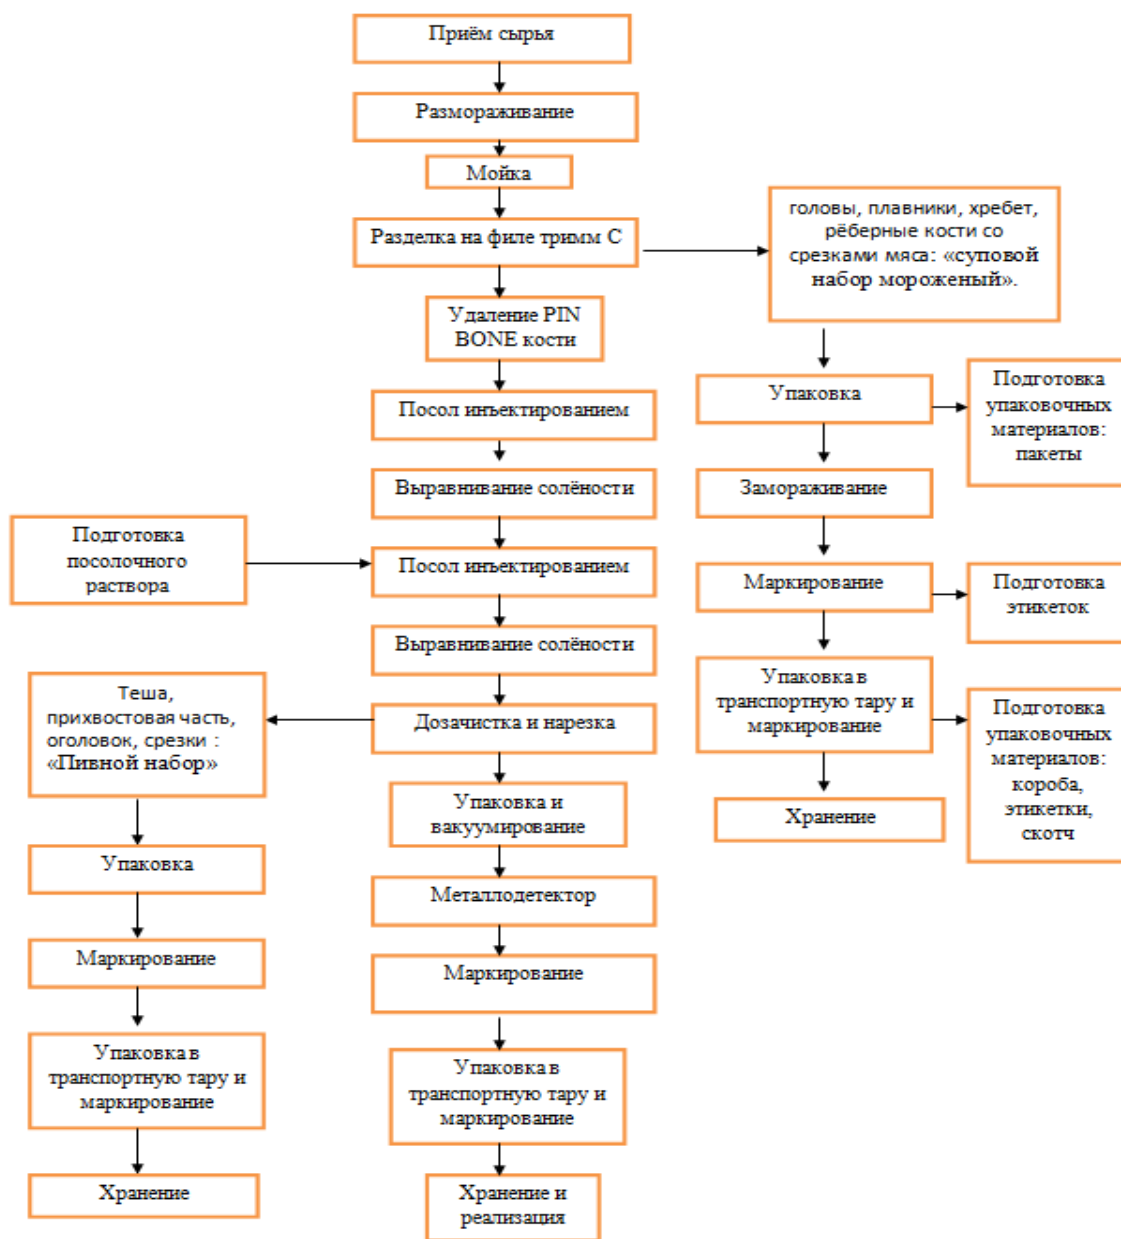 Приём сырья
Размораживание
Мойка
Разделка на филе тримм С
головы, плавники, хребет,
рёберные кости со
срезками мяса: «суповой
набор мороженый».
Удаление PIN
BONE кости
Посол инъектированием
Выравнивание солёности
Подготовка
посолочного
раствора
Посол инъектированием
Выравнивание солёности
Дозачистка и нарезка
Упаковка и
вакуумирование
Металлодетектор
Маркирование
Упаковка в
транспортную тару и
маркирование
Хранение и
реализация
Теша,
прихвостовая часть,
оголовок, срезки :
«Пивной набор»
Упаковка
Маркирование
Упаковка в
транспортную тару и
маркирование
Хранение
Упаковка
Подготовка
упаковочных
материалов:
пакеты
Замораживание
Маркирование
Подготовка
этикеток
Упаковка в
транспортную тару и
маркирование
Подготовка
упаковочных
материалов:
короба,
этикетки,
скотч
Хранение